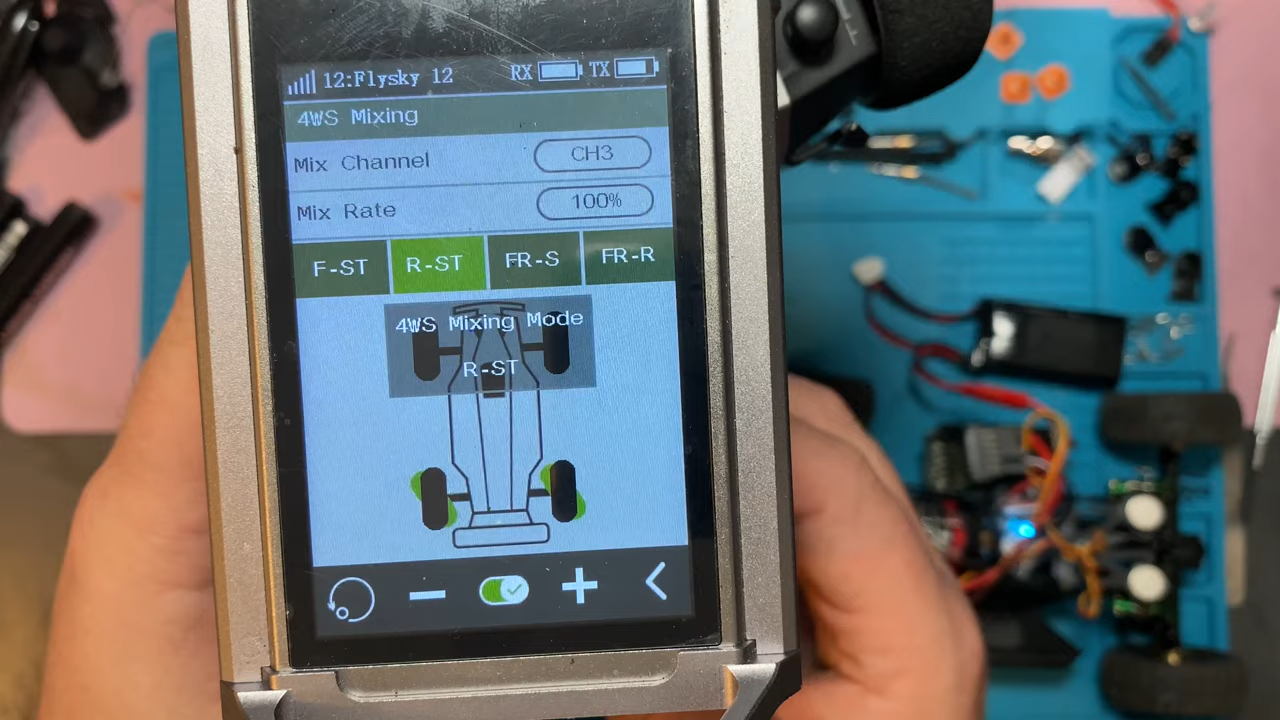 12:Flysky 12 RX TX
4WS Mixing
Mix Channel CH3
Mix Rate 100%
F-ST R-ST FR-S FR-R
4WS Mixing Mode
R-ST